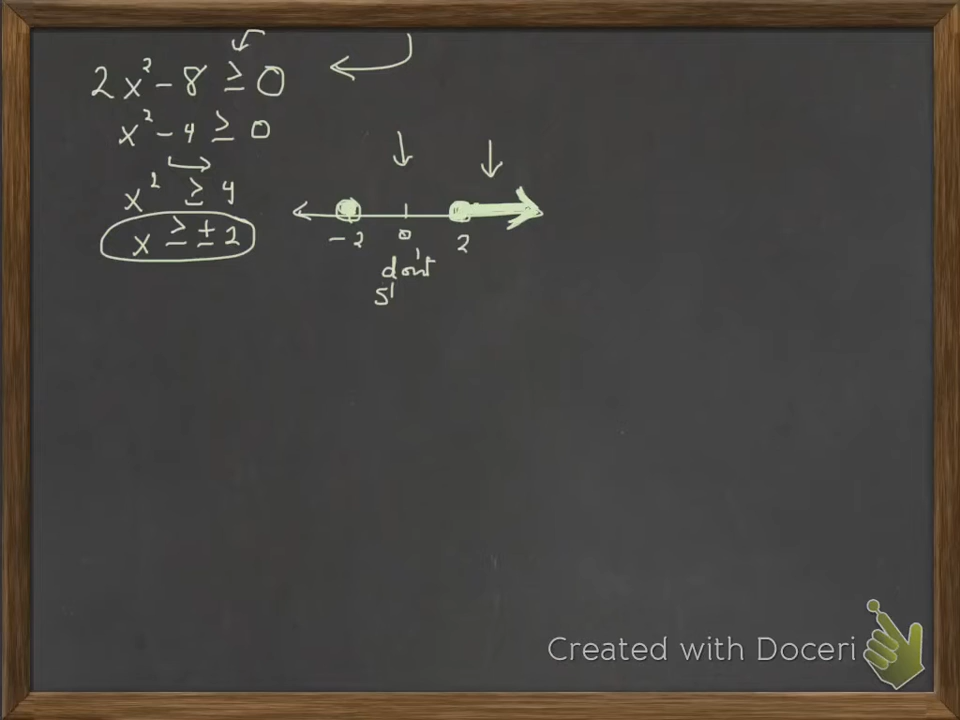 2x² - 8 ≥ 0
x² - 4 ≥ 0
x² ≥ 4
x ≥ ± 2
-2 0 2
don't
Created with Doceri